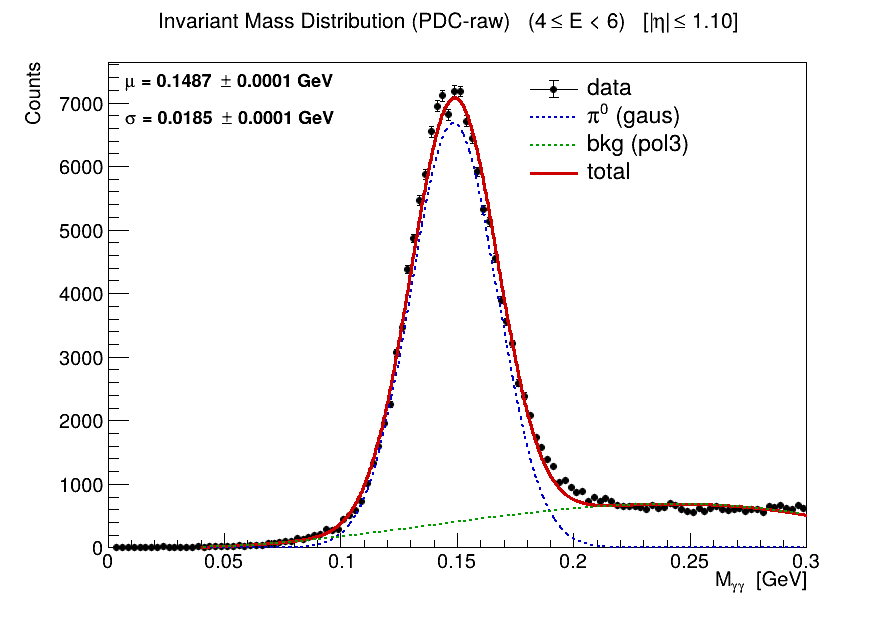 Invariant Mass Distribution (PDC-raw) (4 ≤ E < 6) [|η| ≤ 1.10]
Counts
μ = 0.1487 ± 0.0001 GeV
σ = 0.0185 ± 0.0001 GeV
data
π⁰ (gaus)
bkg (pol3)
total
7000
6000
5000
4000
3000
2000
1000
0
0 0.05 0.1 0.15 0.2 0.25 0.3
Mγγ [GeV]